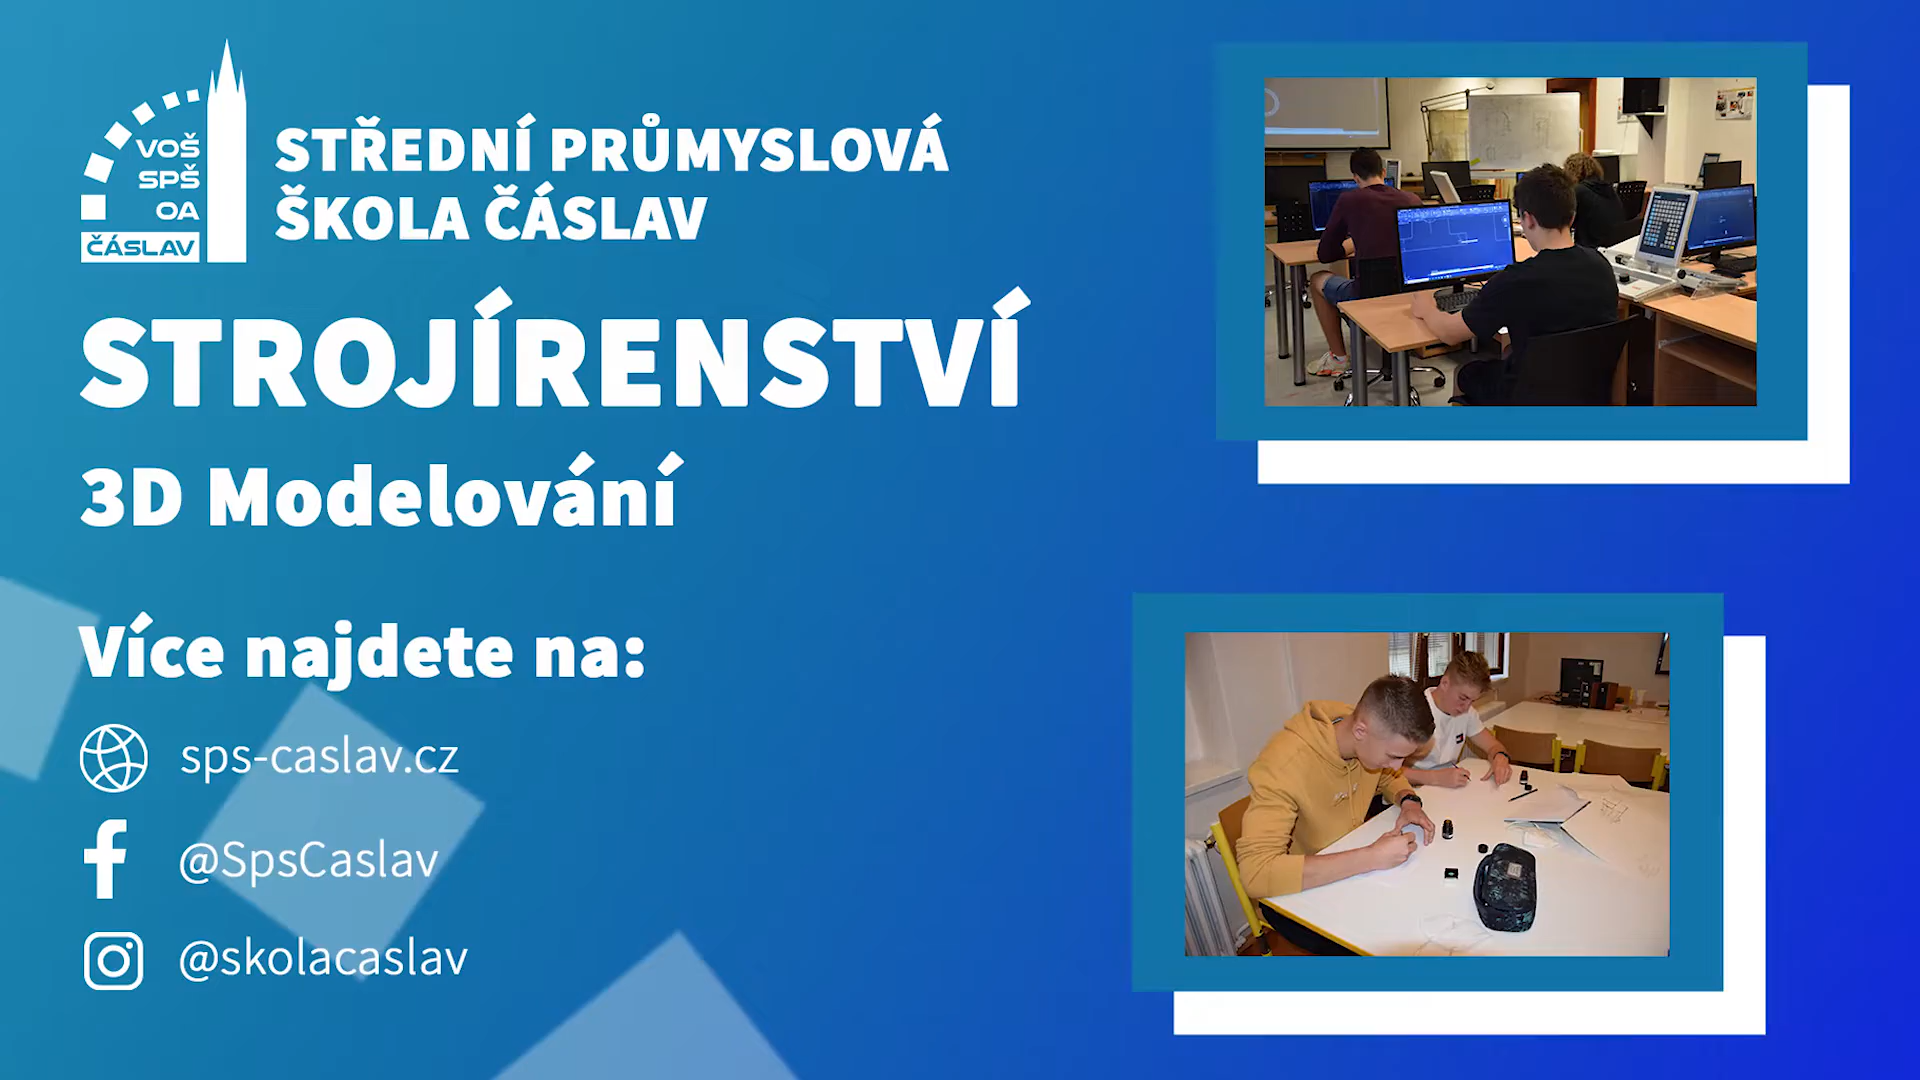 VOŠ
SPŠ
OA
ČÁSLAV
STŘEDNÍ PRŮMYSLOVÁ
ŠKOLA ČÁSLAV
STROJÍRENSTVÍ
3D Modelování
Více najdete na:
sps-caslav.cz
@SpsCaslav
@skolacaslav